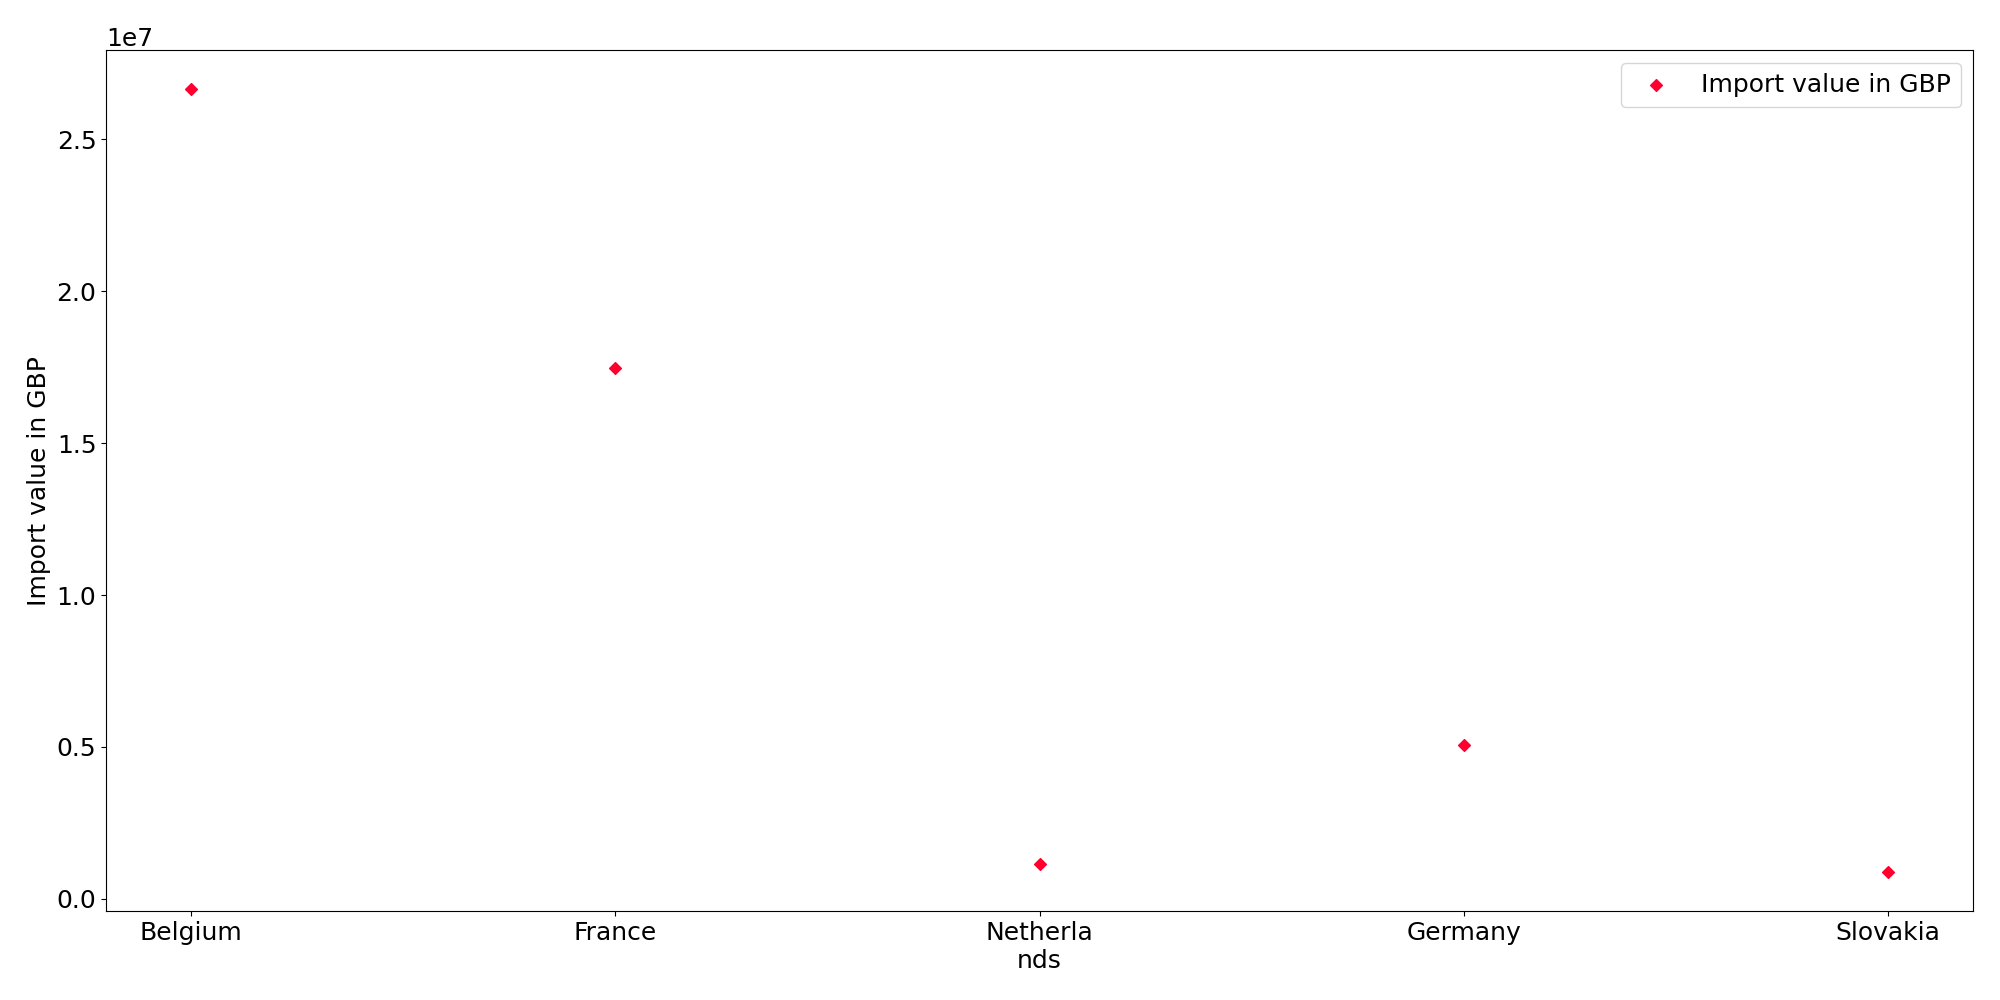 1e7
Import value in GBP
2.5
2.0
1.5
1.0
0.5
0.0
Import value in GBP
Belgium
France
Netherla
nds
Germany
Slovakia